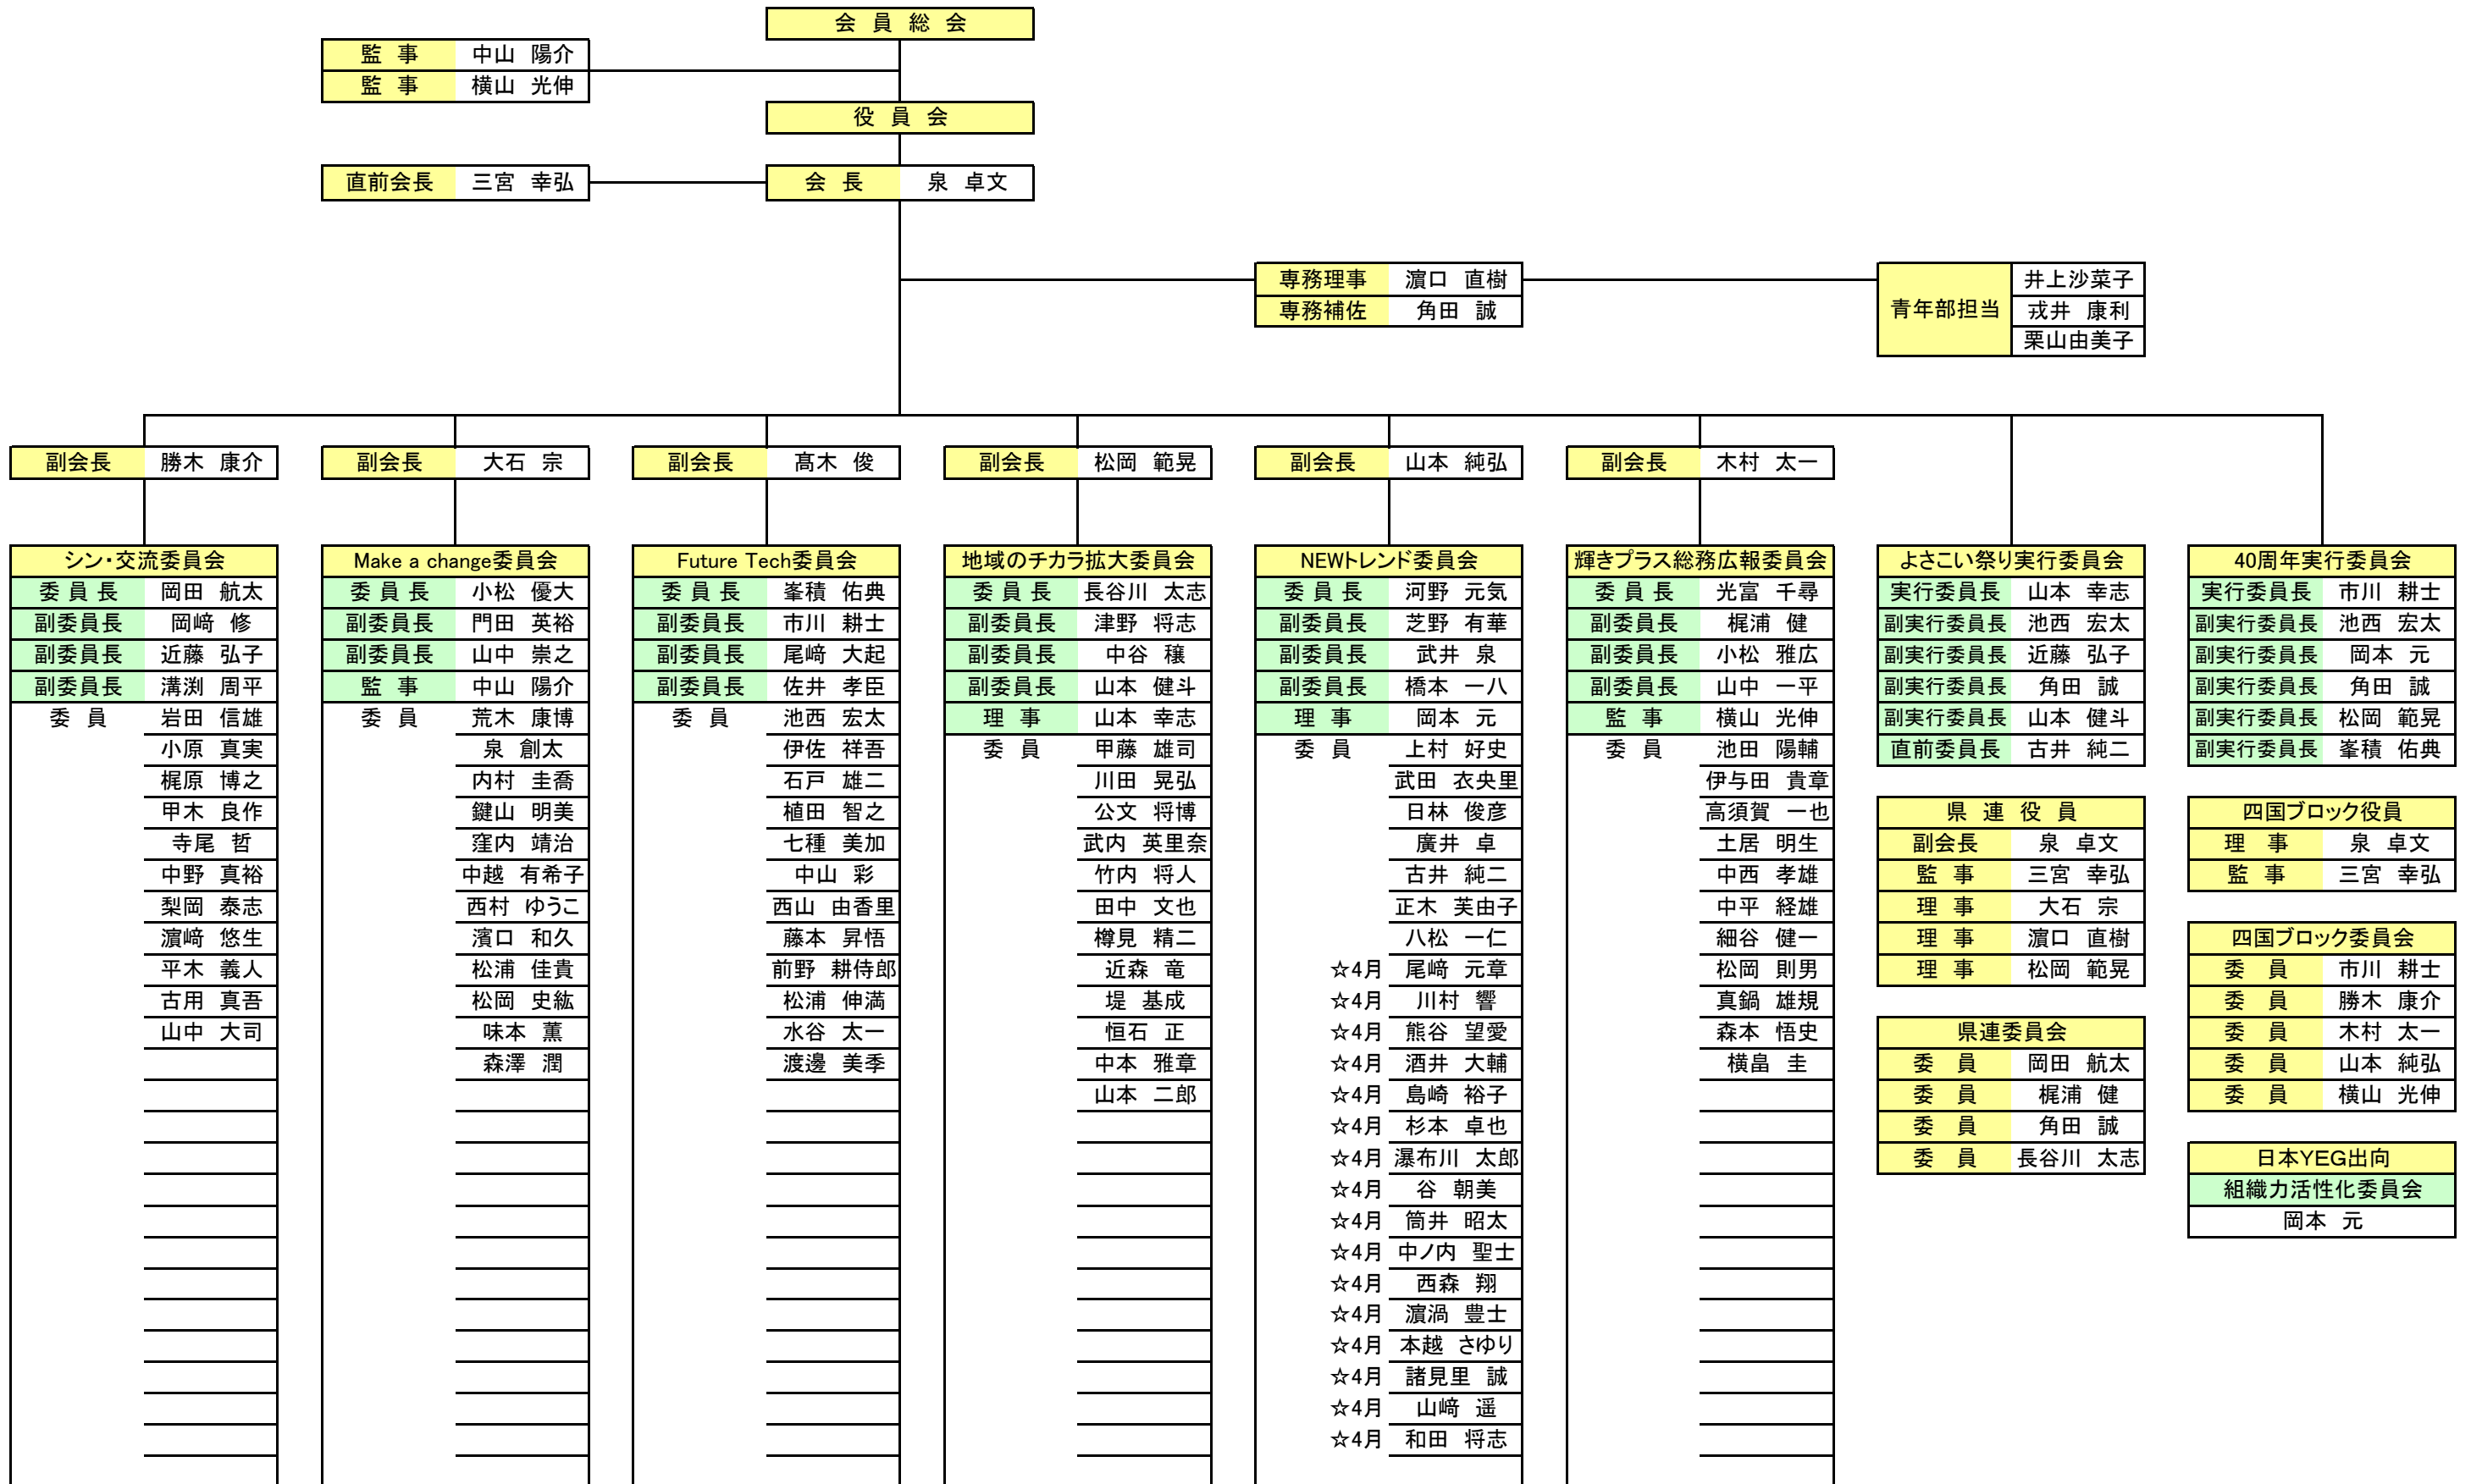 会 員 総 会
監 事 中山 陽介
監 事 横山 光伸
役 員 会
直前会長 三宮 幸弘
会 長 泉 卓文
専務理事 濵口 直樹
専務補佐 角田 誠
青年部担当
井上沙菜子
戎井 康利
栗山由美子
副会長 勝木 康介
副会長 大石 宗
副会長 髙木 俊
副会長 松岡 範晃
副会長 山本 純弘
副会長 木村 太一
シン・交流委員会
委 員 長 岡田 航太
副委員長 岡﨑 修
副委員長 近藤 弘子
副委員長 溝渕 周平
委 員 岩田 信雄
小原 真実
梶原 博之
甲木 良作
寺尾 哲
中野 真裕
梨岡 泰志
濵﨑 悠生
平木 義人
古用 真吾
山中 大司
Make a change委員会
委 員 長 小松 優大
副委員長 門田 英裕
副委員長 山中 崇之
監 事 中山 陽介
委 員 荒木 康博
泉 創太
内村 圭喬
鍵山 明美
窪内 靖治
中越 有希子
西村 ゆうこ
濱口 和久
松浦 佳貴
松岡 史紘
味本 薫
森澤 潤
Future Tech委員会
委 員 長 峯積 佑典
副委員長 市川 耕士
副委員長 尾﨑 大起
副委員長 佐井 孝臣
委 員 池西 宏太
伊佐 祥吾
石戸 雄二
植田 智之
七種 美加
中山 彩
西山 由香里
藤本 昇悟
前野 耕侍郎
松浦 伸満
水谷 太一
渡邊 美季
地域のチカラ拡大委員会
委 員 長 長谷川 太志
副委員長 津野 将志
副委員長 中谷 穣
副委員長 山本 健斗
理 事 山本 幸志
委 員 甲藤 雄司
川田 晃弘
公文 将博
武内 英里奈
竹内 将人
田中 文也
樽見 精二
近森 竜
堤 基成
恒石 正
中本 雅章
山本 二郎
NEWトレンド委員会
委 員 長 河野 元気
副委員長 芝野 有華
副委員長 武井 泉
副委員長 橋本 一八
理 事 岡本 元
委 員 上村 好史
武田 衣央里
日林 俊彦
廣井 卓
古井 純二
正木 芙由子
八松 一仁
☆4月 尾﨑 元章
☆4月 川村 響
☆4月 熊谷 望愛
☆4月 酒井 大輔
☆4月 島崎 裕子
☆4月 杉本 卓也
☆4月 瀑布川 太郎
☆4月 谷 朝美
☆4月 筒井 昭太
☆4月 中ノ内 聖士
☆4月 西森 翔
☆4月 濵渦 豊士
☆4月 本越 さゆり
☆4月 諸見里 誠
☆4月 山﨑 遥
☆4月 和田 将志
輝きプラス総務広報委員会
委 員 長 光富 千尋
副委員長 梶浦 健
副委員長 小松 雅広
副委員長 山中 一平
監 事 横山 光伸
委 員 池田 陽輔
伊与田 貴章
高須賀 一也
土居 明生
中西 孝雄
中平 経雄
細谷 健一
松岡 則男
真鍋 雄規
森本 悟史
横畠 圭
よさこい祭り実行委員会
実行委員長 山本 幸志
副実行委員長 池西 宏太
副実行委員長 近藤 弘子
副実行委員長 角田 誠
副実行委員長 山本 健斗
直前委員長 古井 純二
県 連 役 員
副会長 泉 卓文
監 事 三宮 幸弘
理 事 大石 宗
理 事 濵口 直樹
理 事 松岡 範晃
県連委員会
委 員 岡田 航太
委 員 梶浦 健
委 員 角田 誠
委 員 長谷川 太志
40周年実行委員会
実行委員長 市川 耕士
副実行委員長 池西 宏太
副実行委員長 岡本 元
副実行委員長 角田 誠
副実行委員長 松岡 範晃
副実行委員長 峯積 佑典
四国ブロック役員
理 事 泉 卓文
監 事 三宮 幸弘
四国ブロック委員会
委 員 市川 耕士
委 員 勝木 康介
委 員 木村 太一
委 員 山本 純弘
委 員 横山 光伸
日本YEG出向
組織力活性化委員会
岡本 元